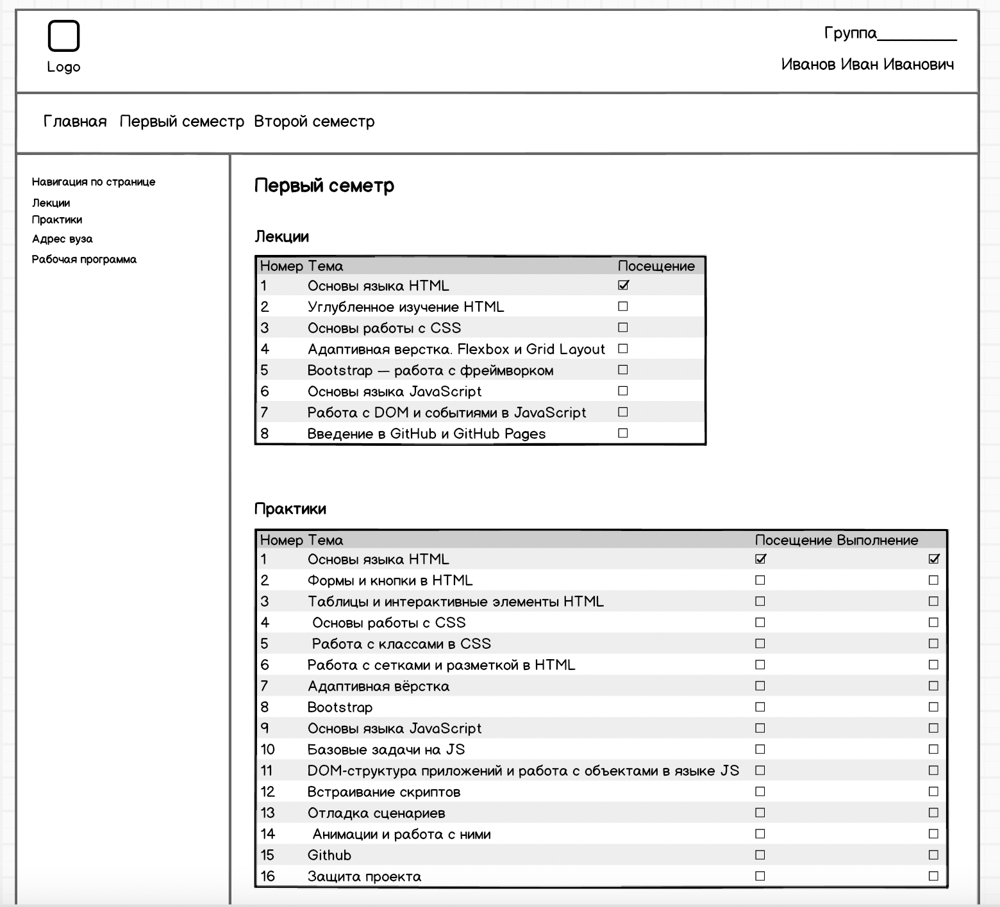 Группа__________
Logo
Иванов Иван Иванович
Главная Первый семестр Второй семестр
Навигация по странице
Лекции
Практики
Адрес вуза
Рабочая программа
Первый семетр
Лекции
Номер Тема Посещение
1 Основы языка HTML
2 Углубленное изучение HTML
3 Основы работы с CSS
4 Адаптивная верстка. Flexbox и Grid Layout
5 Bootstrap — работа с фреймворком
6 Основы языка JavaScript
7 Работа с DOM и событиями в JavaScript
8 Введение в GitHub и GitHub Pages
Практики
Номер Тема Посещение Выполнение
1 Основы языка HTML
2 Формы и кнопки в HTML
3 Таблицы и интерактивные элементы HTML
4 Основы работы с CSS
5 Работа с классами в CSS
6 Работа с сетками и разметкой в HTML
7 Адаптивная вёрстка
8 Bootstrap
9 Основы языка JavaScript
10 Базовые задачи на JS
11 DOM-структура приложений и работа с объектами в языке JS
12 Встраивание скриптов
13 Отладка сценариев
14 Анимации и работа с ними
15 Github
16 Защита проекта